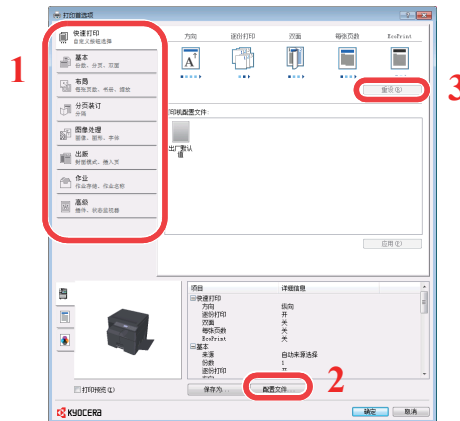 打印首选项
快速打印
自定义按钮选择
方向 逐份打印 双面 每张页数 EcoPrint
1
基本
份数、分页、双面
3
重设(R)
布局
每张页数、书册、缩放
分页装订
分隔
打印机配置文件:
图像处理
图像、图形、字体
出厂默认值
出版
封面模式、插入页
作业
作业存储、作业名称
高级
插件、状态监视器
应用(P)
项目 详细信息
快速打印
方向 纵向
逐份打印 开
双面 关
每张页数 关
EcoPrint 关
基本
来源 自动来源选择
份数 1
逐份打印 开
打印预览(I)
保存为... 配置文件... 2
KYOCERA
确定 取消